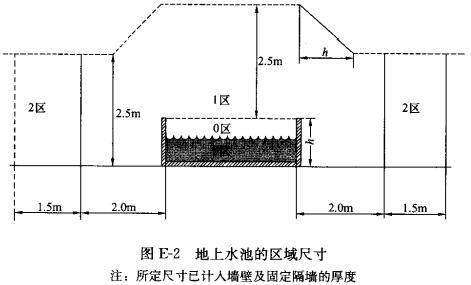 h
2.5m
1区
2区
2.5m
0区
h
2区
1.5m
2.0m
2.0m
1.5m
图 E-2 地上水池的区域尺寸
注：所定尺寸已计入墙壁及固定隔墙的厚度